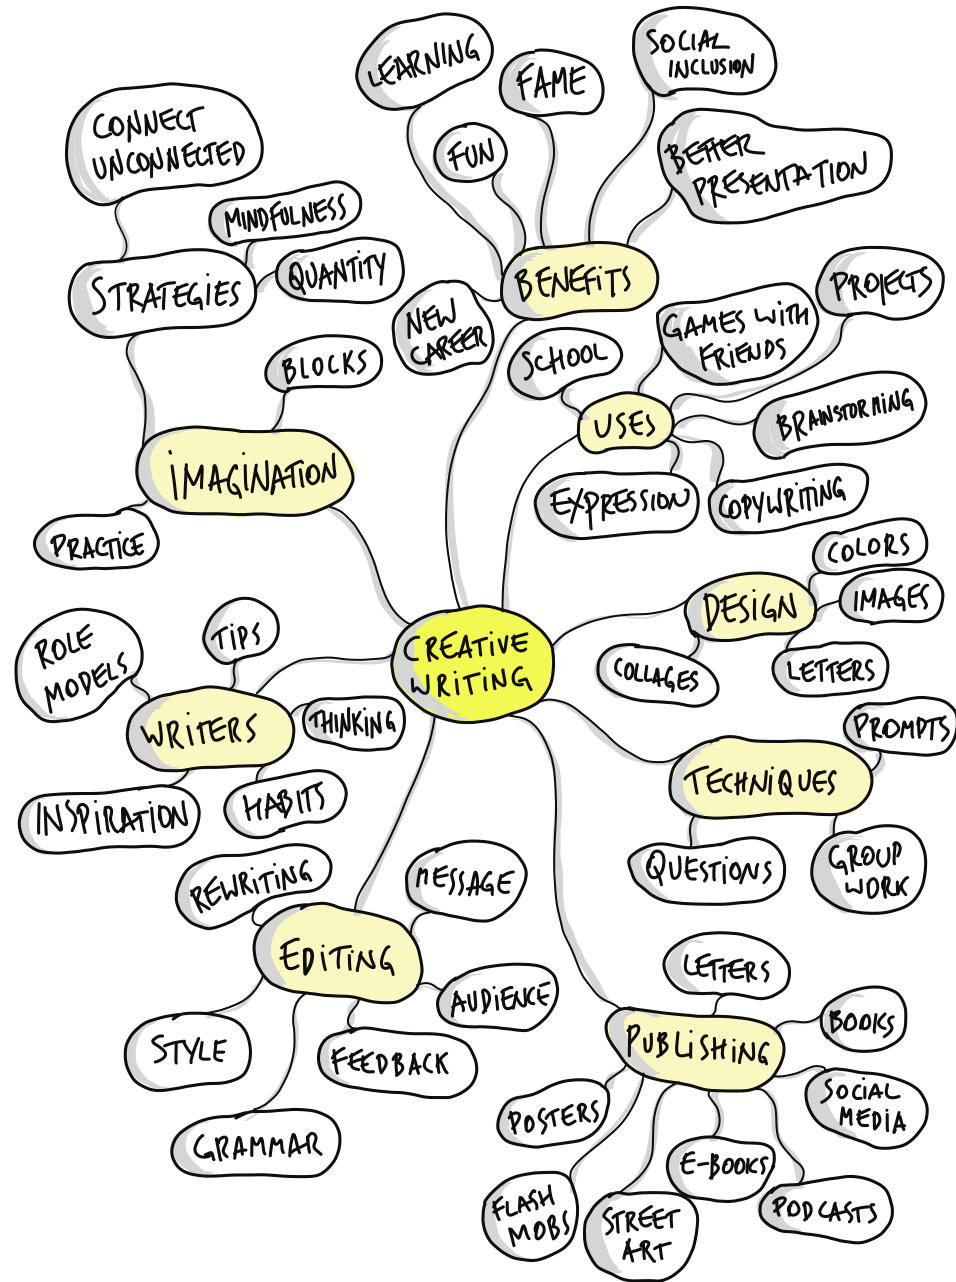 LEARNING
FAME
SOCIAL
INCLUSION
FUN
BETTER
PRESENTATION
BENEFITS
NEW
CAREER
CONNECT
UNCONNECTED
MINDFULNESS
STRATEGIES
QUANTITY
BLOCKS
IMAGINATION
PRACTICE
PROJECTS
GAMES WITH
FRIENDS
SCHOOL
USES
BRAINSTORMING
EXPRESSION
COPYWRITING
COLORS
DESIGN
IMAGES
COLLAGES
LETTERS
CREATIVE
WRITING
ROLE
MODELS
TIPS
WRITERS
THINKING
INSPIRATION
HABITS
PROMPTS
TECHNIQUES
QUESTIONS
GROUP
WORK
REWRITING
MESSAGE
EDITING
AUDIENCE
STYLE
FEEDBACK
GRAMMAR
LETTERS
BOOKS
PUBLISHING
SOCIAL
MEDIA
POSTERS
E-BOOKS
FLASH
MOBS
STREET
ART
PODCASTS